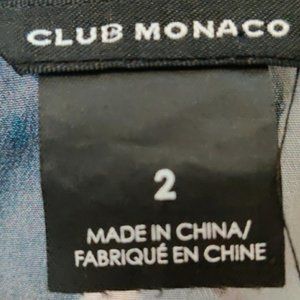 CLUB MONACO
2
MADE IN CHINA/
FABRIQUÉ EN CHINE